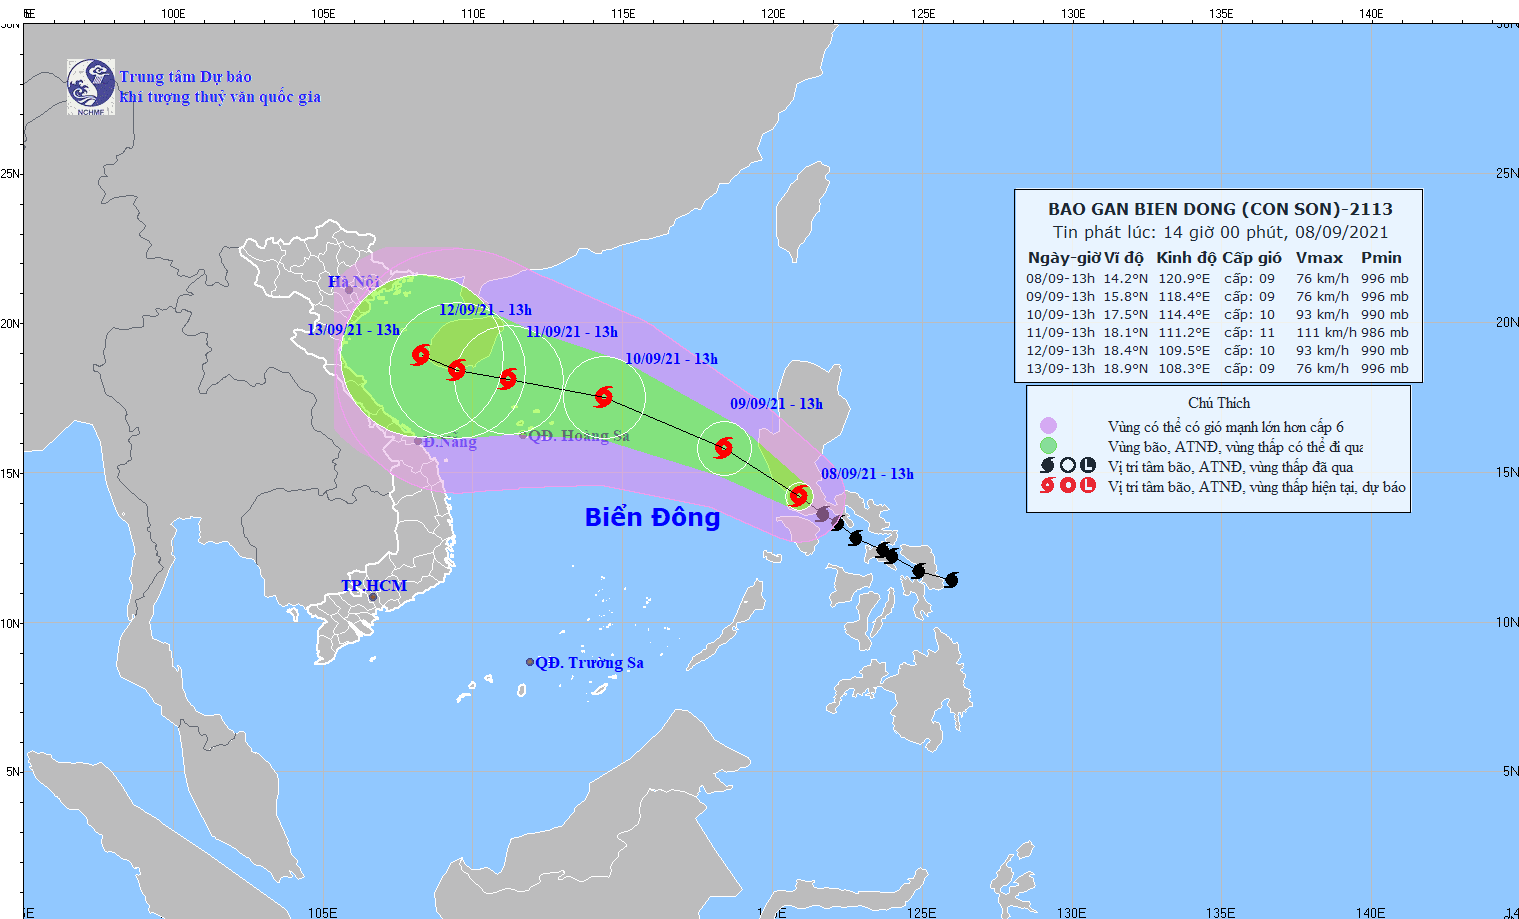 100E 105E 110E 115E 120E 125E 130E 135E 140E
Trung tâm Dự báo
khí tượng thuỷ văn quốc gia
NCHMF
25N 25N
BAO GAN BIEN DONG (CON SON)-2113
Tin phát lúc: 14 giờ 00 phút, 08/09/2021
Ngày-giờ Vĩ độ Kinh độ Cấp gió Vmax Pmin
08/09-13h 14.2°N 120.9°E cấp: 09 76 km/h 996 mb
09/09-13h 15.8°N 118.4°E cấp: 09 76 km/h 996 mb
10/09-13h 17.5°N 114.4°E cấp: 10 93 km/h 990 mb
11/09-13h 18.1°N 111.2°E cấp: 11 111 km/h 986 mb
12/09-13h 18.4°N 109.5°E cấp: 10 93 km/h 990 mb
13/09-13h 18.9°N 108.3°E cấp: 09 76 km/h 996 mb
Hà Nội
12/09/21 - 13h
20N 20N
13/09/21 - 13h
11/09/21 - 13h
10/09/21 - 13h
09/09/21 - 13h
Chú Thích
Vùng có thể có gió mạnh lớn hơn cấp 6
Vùng bão, ATNĐ, vùng thấp có thể đi qua
L Vị trí tâm bão, ATNĐ, vùng thấp đã qua
L Vị trí tâm bão, ATNĐ, vùng thấp hiện tại, dự báo
Đ.Nẵng
QĐ. Hoàng Sa
15N 15N
08/09/21 - 13h
Biển Đông
TP.HCM
10N 10N
QĐ. Trường Sa
5N 5N
105E 110E 115E 120E 125E 130E 135E 140E